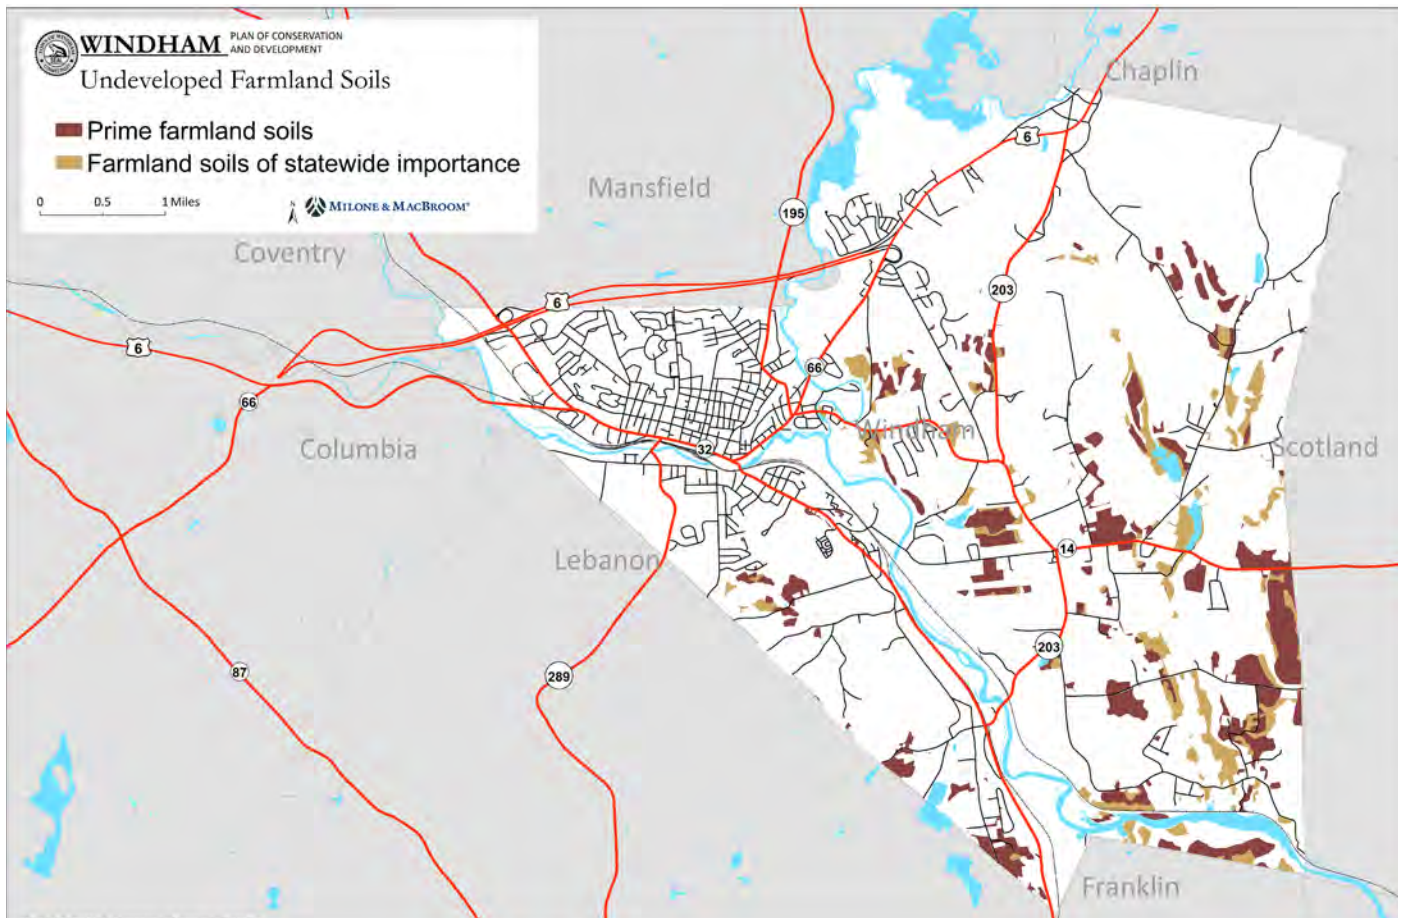 WINDHAM PLAN OF CONSERVATION
AND DEVELOPMENT
Undeveloped Farmland Soils
Prime farmland soils
Farmland soils of statewide importance
0 0.5 1 Miles
N
MILONE & MACBROOM
Chaplin
6
Mansfield
195
Coventry
203
6
6
66
66
Windham
Columbia
32
Scotland
Lebanon
14
203
87
289
Franklin